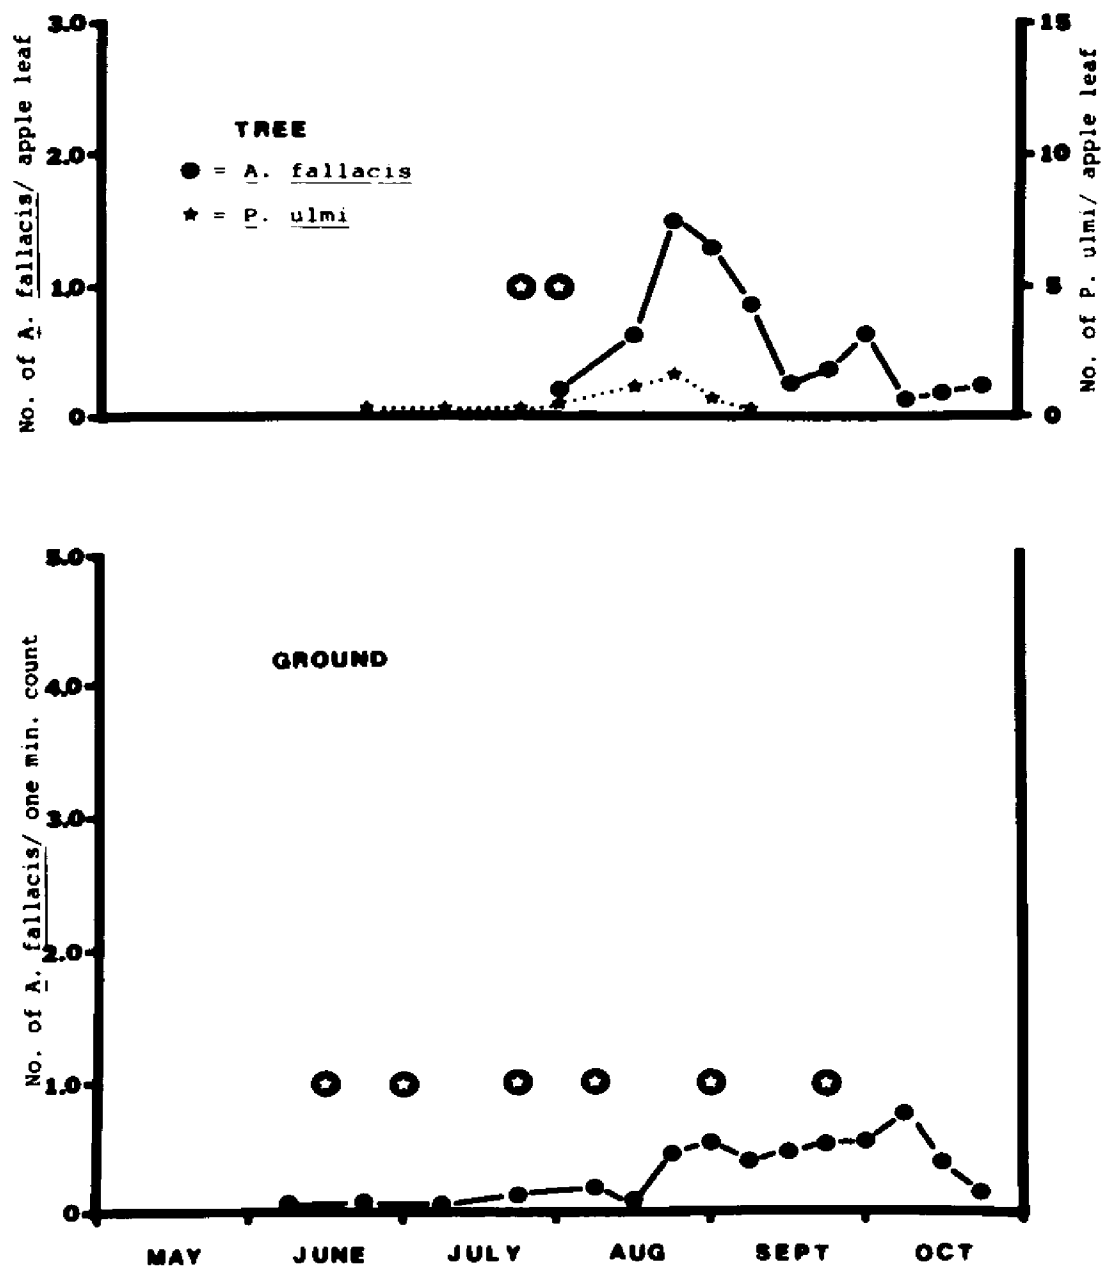 3.0
2.0
1.0
0
No. of A. fallacis/ apple leaf
TREE
= A. fallacis
= P. ulmi
15
10
5
0
No. of P. ulmi/ apple leaf
5.0
4.0
3.0
2.0
1.0
0
No. of A. fallacis/ one min. count
GROUND
MAY JUNE JULY AUG SEPT OCT